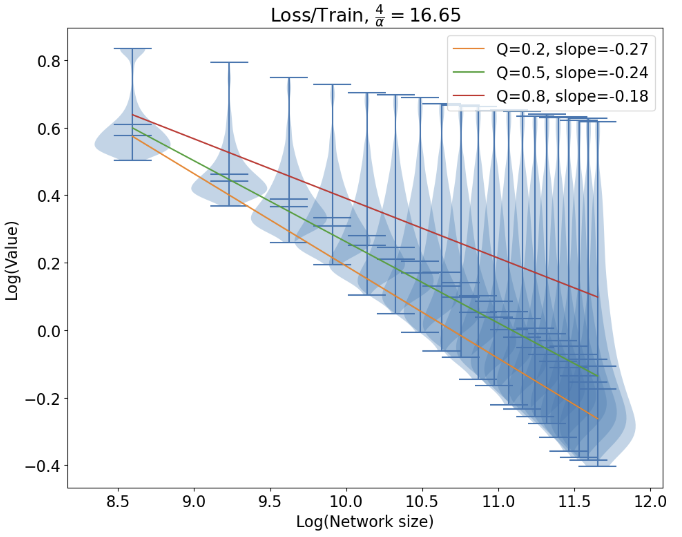 Loss/Train, 4/α = 16.65
Q=0.2, slope=-0.27
Q=0.5, slope=-0.24
Q=0.8, slope=-0.18
Log(Value)
0.8
0.6
0.4
0.2
0.0
−0.2
−0.4
8.5 9.0 9.5 10.0 10.5 11.0 11.5 12.0
Log(Network size)